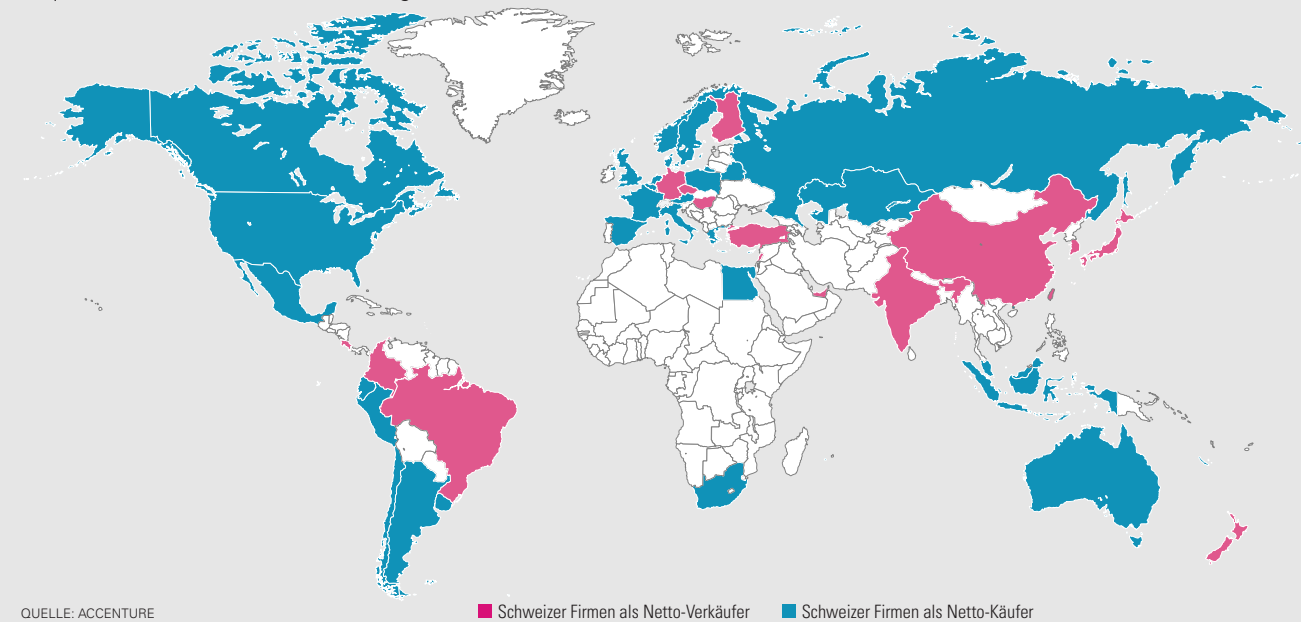 QUELLE: ACCENTURE
Schweizer Firmen als Netto-Verkäufer
Schweizer Firmen als Netto-Käufer